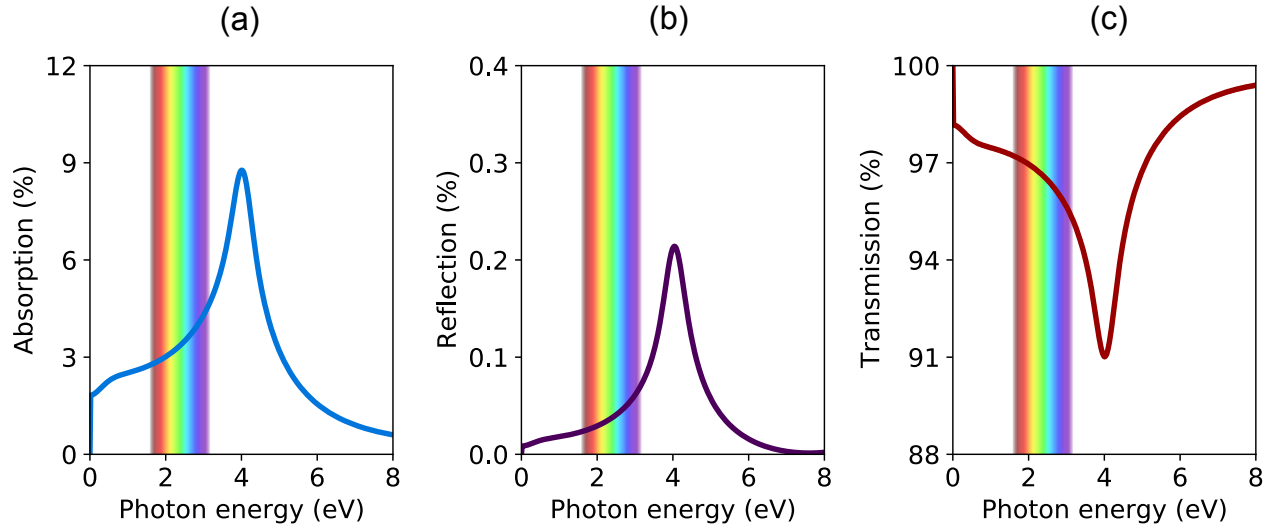 (a)
12
9
6
3
0
Absorption (%)
0 2 4 6 8
Photon energy (eV)
(b)
0.4
0.3
0.2
0.1
0.0
Reflection (%)
0 2 4 6 8
Photon energy (eV)
(c)
100
97
94
91
88
Transmission (%)
0 2 4 6 8
Photon energy (eV)